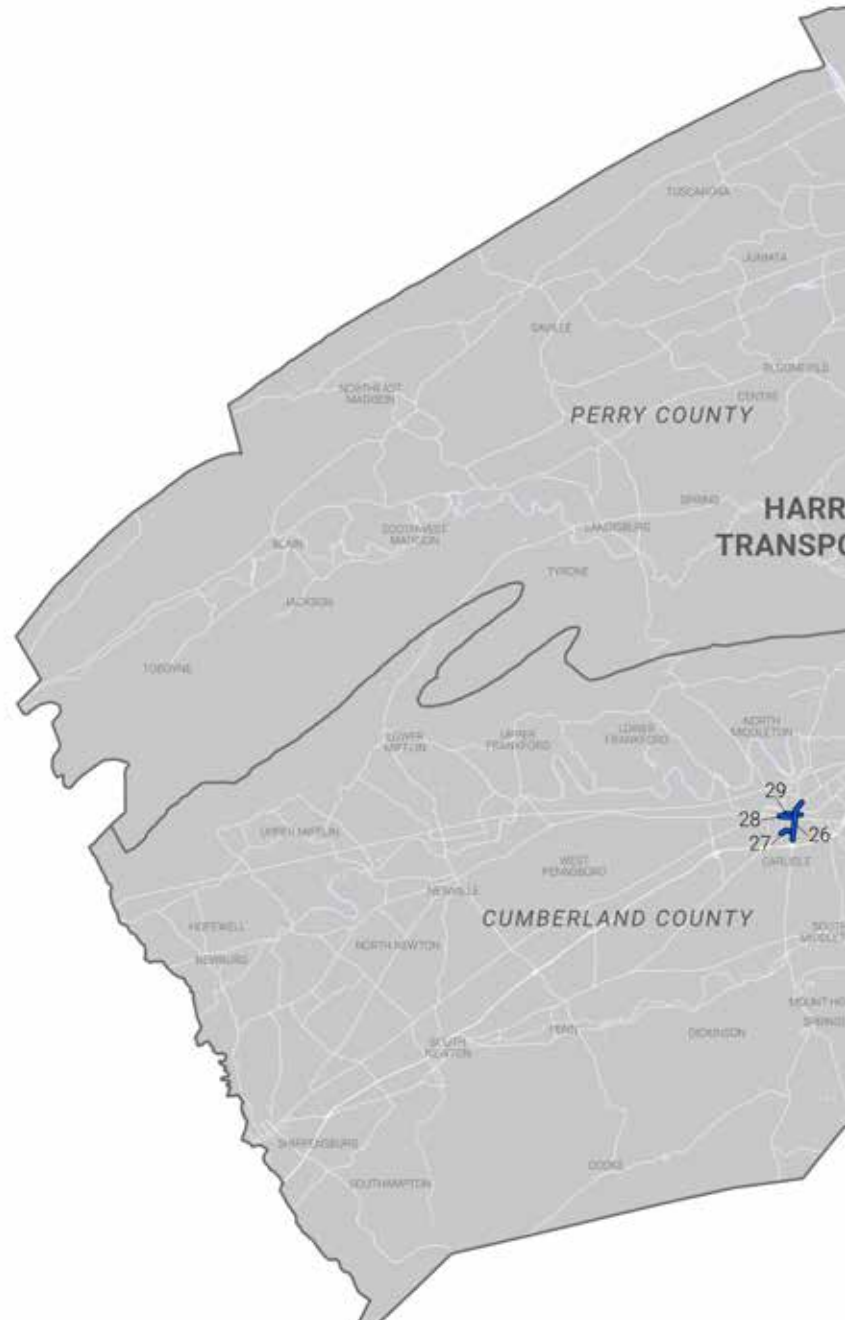 TUSCARORA
JUNIATA
SAVILLE
BLOOMFIELD
NORTHEAST
MADISON
CENTRE
PERRY COUNTY
SPRING
HARR
TRANSPO
LANDISBURG
SOUTHWEST
MADISON
BLAIN
TYRONE
JACKSON
TOBOYNE
NORTH
MIDDLETON
LOWER
MIFFLIN
UPPER
FRANKFORD
LOWER
FRANKFORD
29
28
27
26
UPPER MIFFLIN
CARLISLE
WEST
PENNSBORO
NEWVILLE
CUMBERLAND COUNTY
HOPEWELL
NEWBURG
NORTH NEWTON
SOUTH
MIDDLET
MOUNT HO
SPRINGS
PENN
DICKINSON
SOUTH
NEWTON
SHIPPENSBURG
COOKE
SOUTHAMPTON